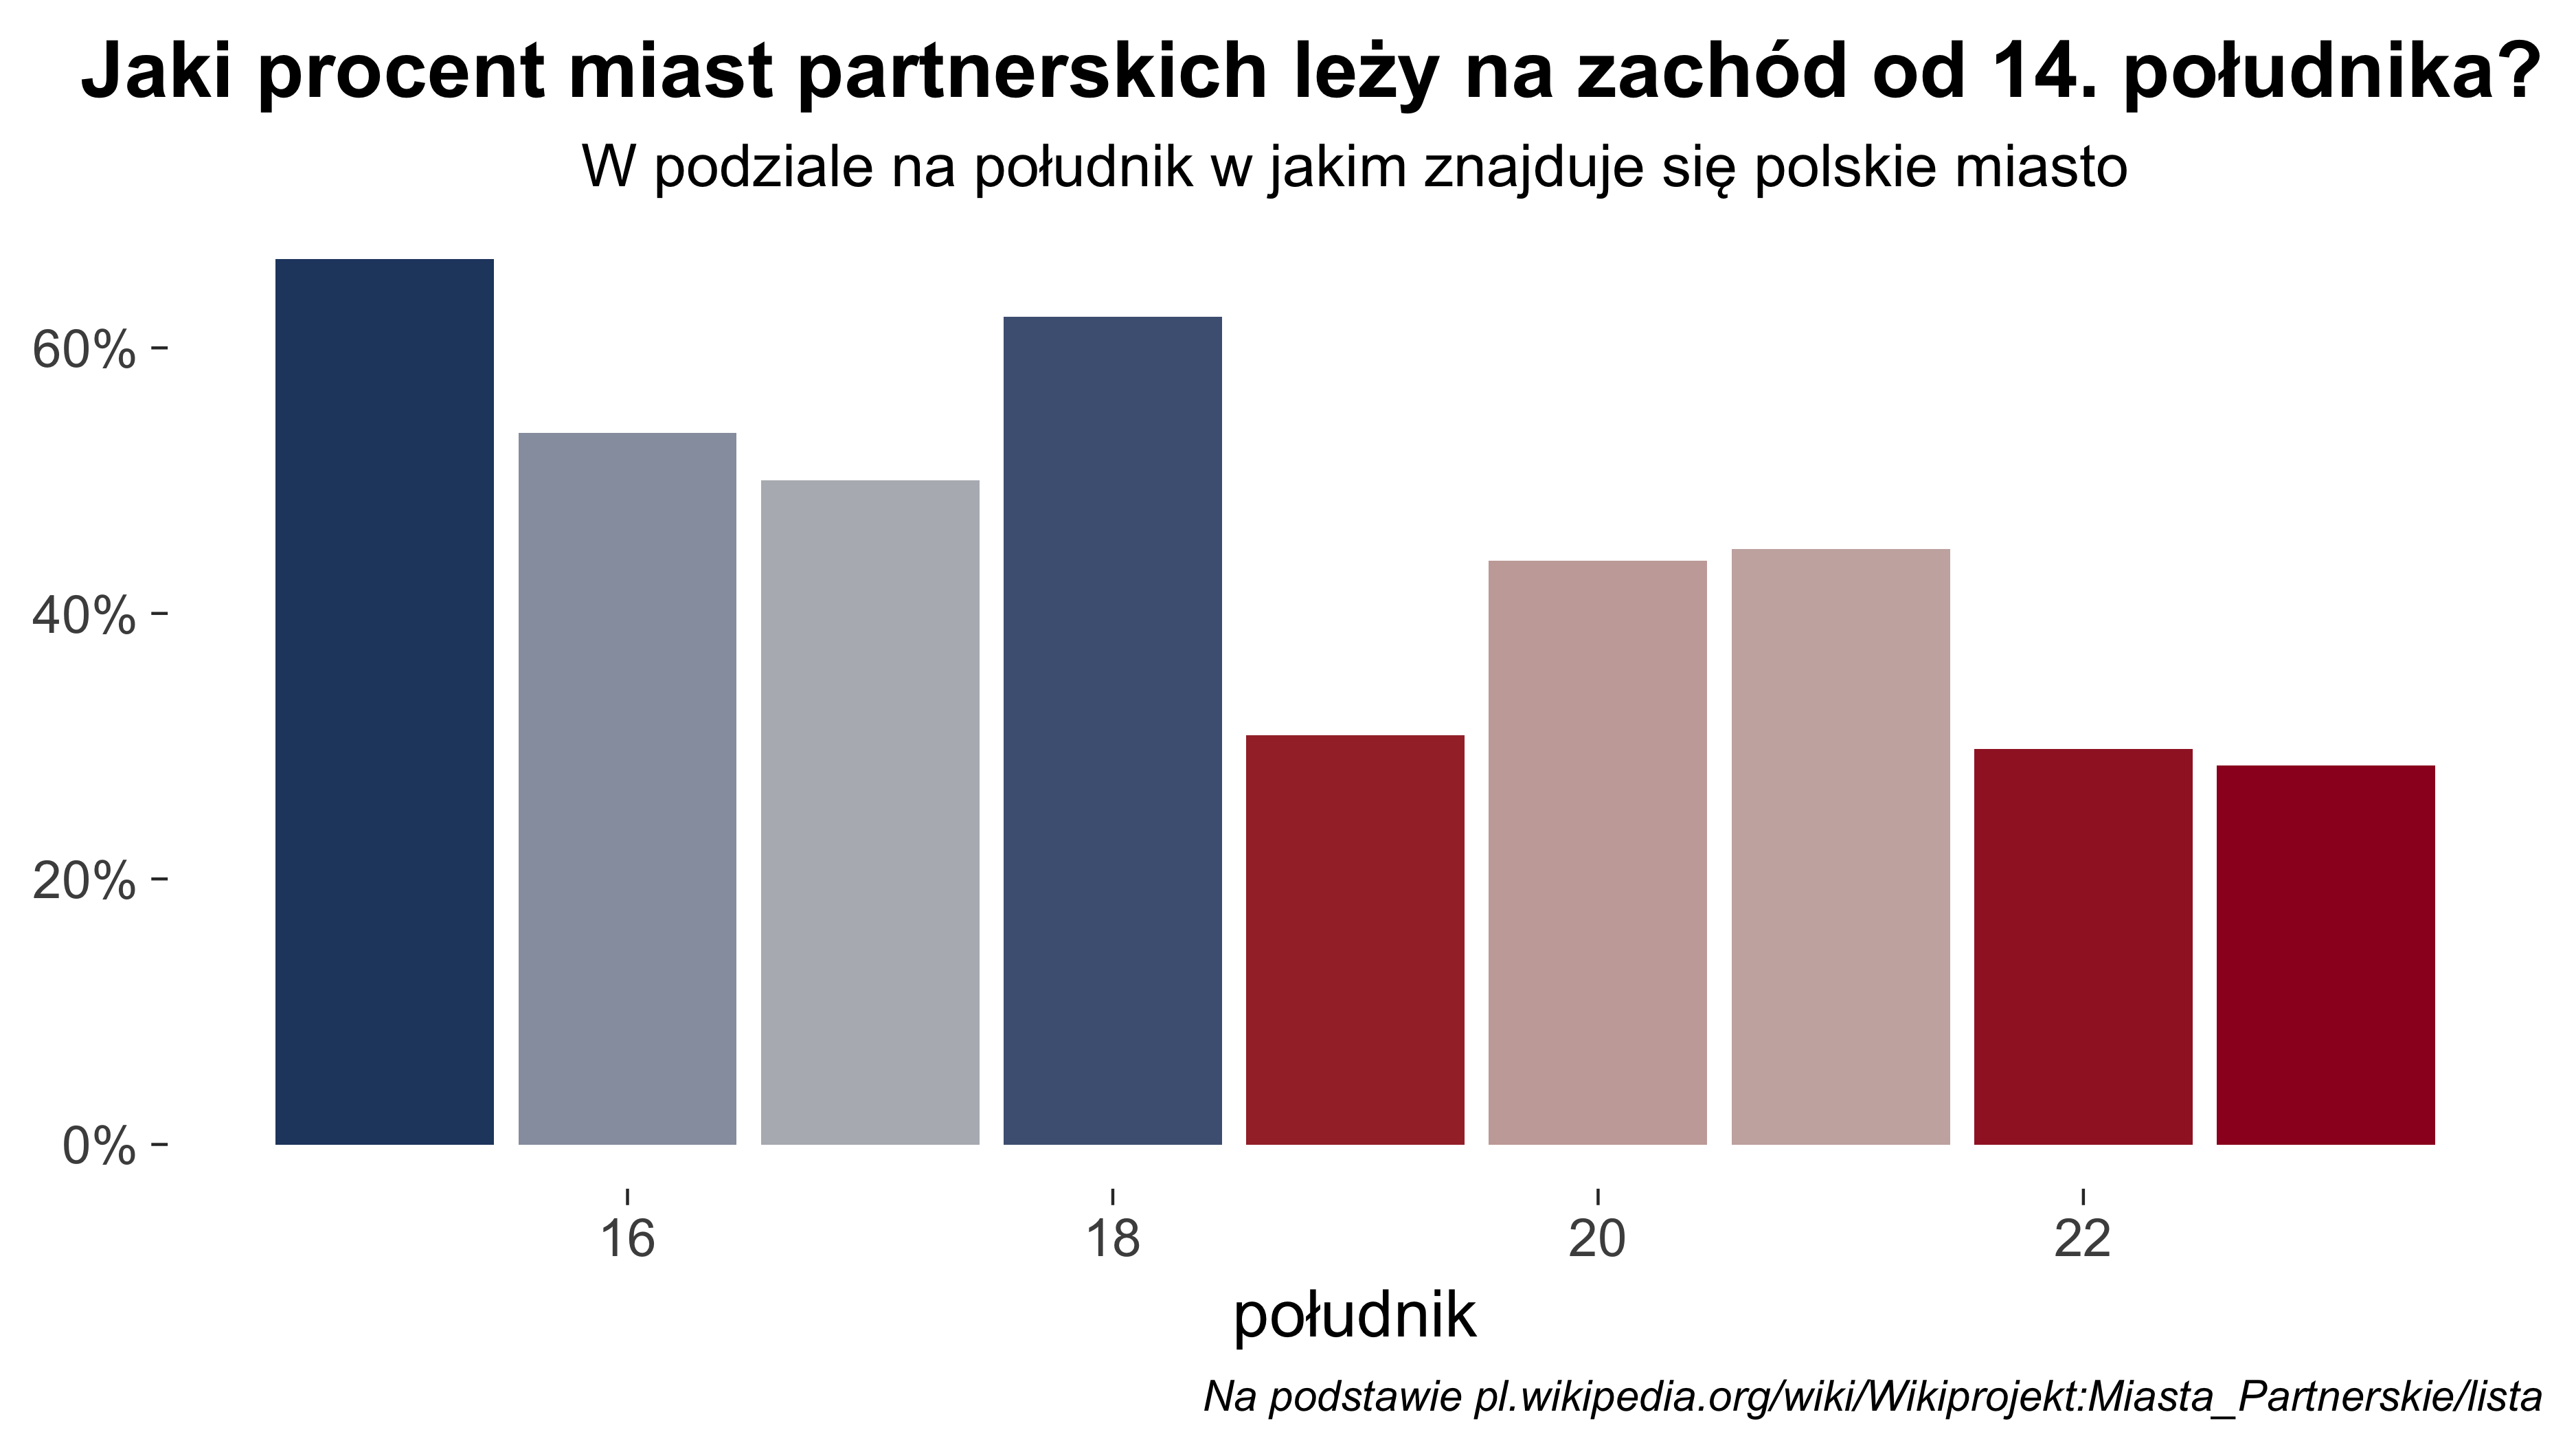 Jaki procent miast partnerskich leży na zachód od 14. południka?
W podziale na południk w jakim znajduje się polskie miasto
60%
40%
20%
0%
16 18 20 22
południk
Na podstawie pl.wikipedia.org/wiki/Wikiprojekt:Miasta_Partnerskie/lista